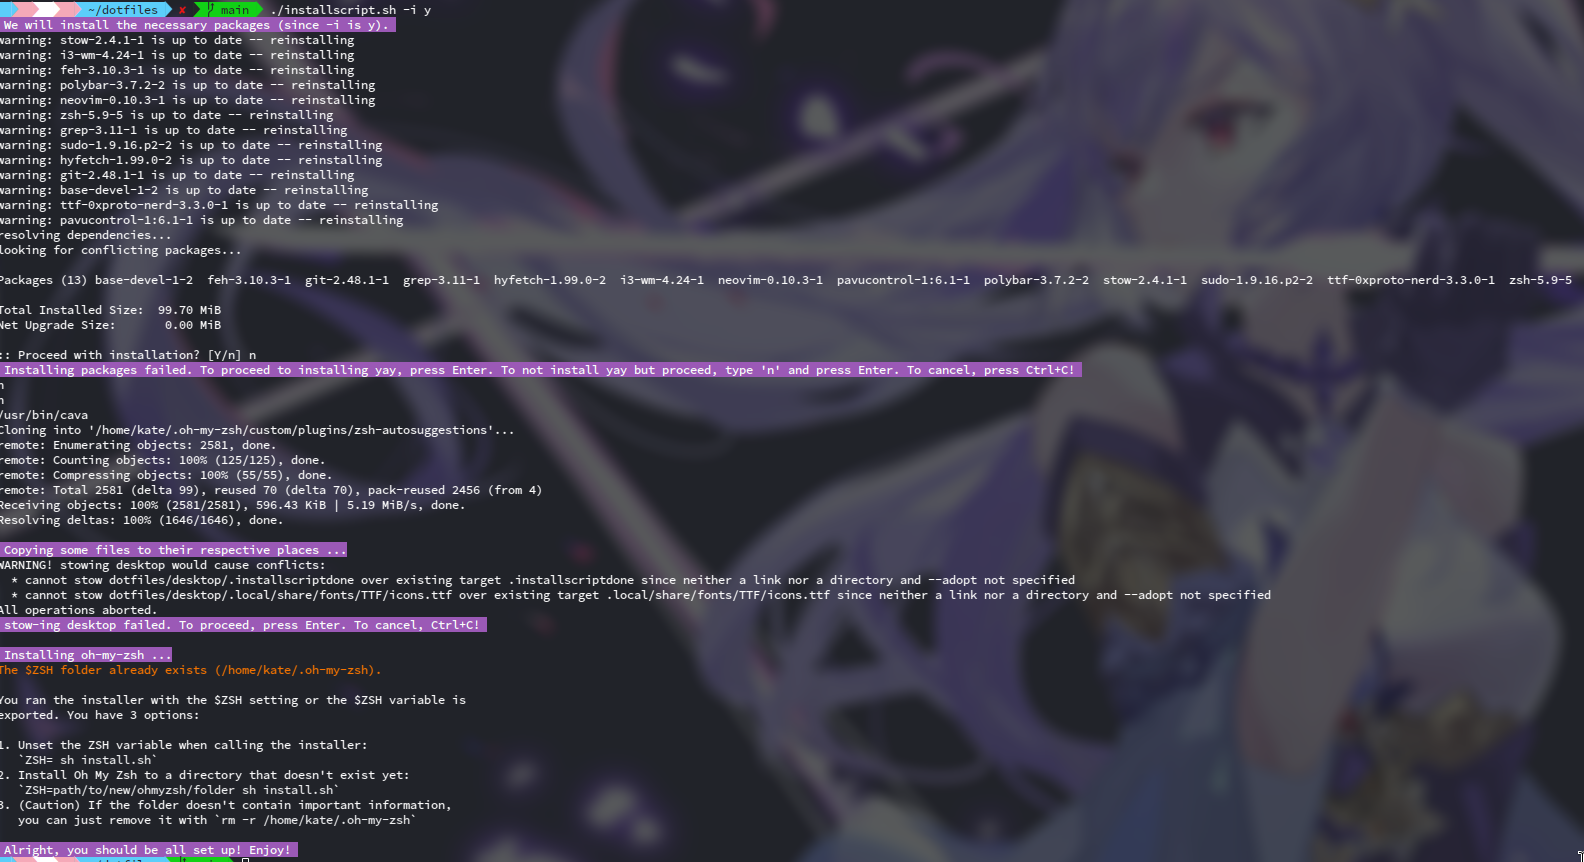 ~/dotfiles ✘ main ./installscript.sh -i y
We will install the necessary packages (since -i is y).
warning: stow-2.4.1-1 is up to date -- reinstalling
warning: i3-wm-4.24-1 is up to date -- reinstalling
warning: feh-3.10.3-1 is up to date -- reinstalling
warning: polybar-3.7.2-2 is up to date -- reinstalling
warning: neovim-0.10.3-1 is up to date -- reinstalling
warning: zsh-5.9-5 is up to date -- reinstalling
warning: grep-3.11-1 is up to date -- reinstalling
warning: sudo-1.9.16.p2-2 is up to date -- reinstalling
warning: hyfetch-1.99.0-2 is up to date -- reinstalling
warning: git-2.48.1-1 is up to date -- reinstalling
warning: base-devel-1-2 is up to date -- reinstalling
warning: ttf-0xproto-nerd-3.3.0-1 is up to date -- reinstalling
warning: pavucontrol-1:6.1-1 is up to date -- reinstalling
resolving dependencies...
looking for conflicting packages...
Packages (13) base-devel-1-2  feh-3.10.3-1  git-2.48.1-1  grep-3.11-1  hyfetch-1.99.0-2  i3-wm-4.24-1  neovim-0.10.3-1  pavucontrol-1:6.1-1  polybar-3.7.2-2  stow-2.4.1-1  sudo-1.9.16.p2-2  ttf-0xproto-nerd-3.3.0-1  zsh-5.9-5
Total Installed Size:  99.70 MiB
Net Upgrade Size:       0.00 MiB
:: Proceed with installation? [Y/n] n
Installing packages failed. To proceed to installing yay, press Enter. To not install yay but proceed, type 'n' and press Enter. To cancel, press Ctrl+C!
n
n
/usr/bin/cava
Cloning into '/home/kate/.oh-my-zsh/custom/plugins/zsh-autosuggestions'...
remote: Enumerating objects: 2581, done.
remote: Counting objects: 100% (125/125), done.
remote: Compressing objects: 100% (55/55), done.
remote: Total 2581 (delta 99), reused 70 (delta 70), pack-reused 2456 (from 4)
Receiving objects: 100% (2581/2581), 596.43 KiB | 5.19 MiB/s, done.
Resolving deltas: 100% (1646/1646), done.
Copying some files to their respective places ...
WARNING! stowing desktop would cause conflicts:
  * cannot stow dotfiles/desktop/.installscriptdone over existing target .installscriptdone since neither a link nor a directory and --adopt not specified
  * cannot stow dotfiles/desktop/.local/share/fonts/TTF/icons.ttf over existing target .local/share/fonts/TTF/icons.ttf since neither a link nor a directory and --adopt not specified
All operations aborted.
stow-ing desktop failed. To proceed, press Enter. To cancel, Ctrl+C!
Installing oh-my-zsh ...
The $ZSH folder already exists (/home/kate/.oh-my-zsh).
You ran the installer with the $ZSH setting or the $ZSH variable is
exported. You have 3 options:
1. Unset the ZSH variable when calling the installer:
   `ZSH= sh install.sh`
2. Install Oh My Zsh to a directory that doesn't exist yet:
   `ZSH=path/to/new/ohmyzsh/folder sh install.sh`
3. (Caution) If the folder doesn't contain important information,
   you can just remove it with `rm -r /home/kate/.oh-my-zsh`
Alright, you should be all set up! Enjoy!